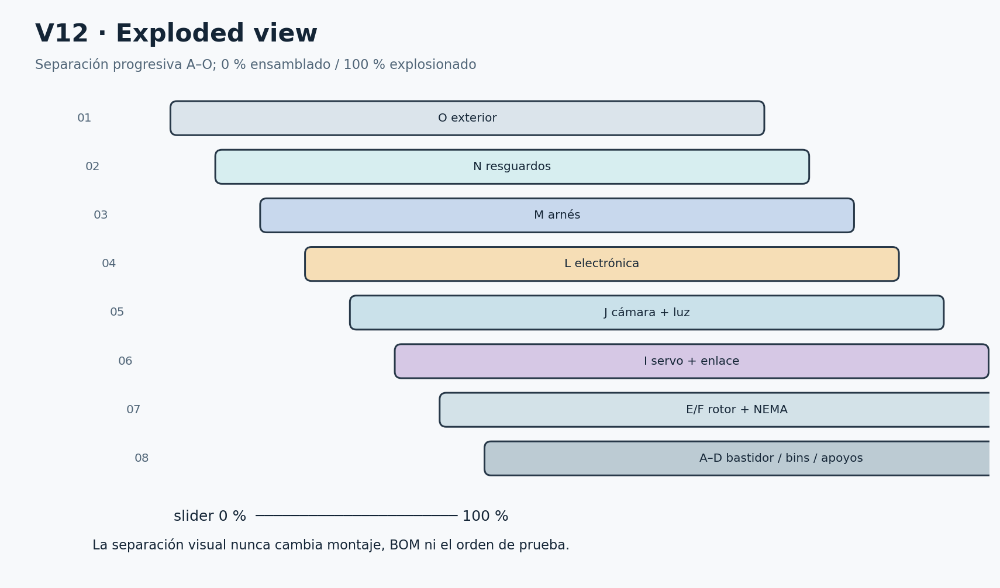 V12 · Exploded view
Separación progresiva A–O; 0 % ensamblado / 100 % explosionado
01 O exterior
02 N resguardos
03 M arnés
04 L electrónica
05 J cámara + luz
06 I servo + enlace
07 E/F rotor + NEMA
08 A–D bastidor / bins / apoyos
slider 0 % ─────────────────────── 100 %
La separación visual nunca cambia montaje, BOM ni el orden de prueba.